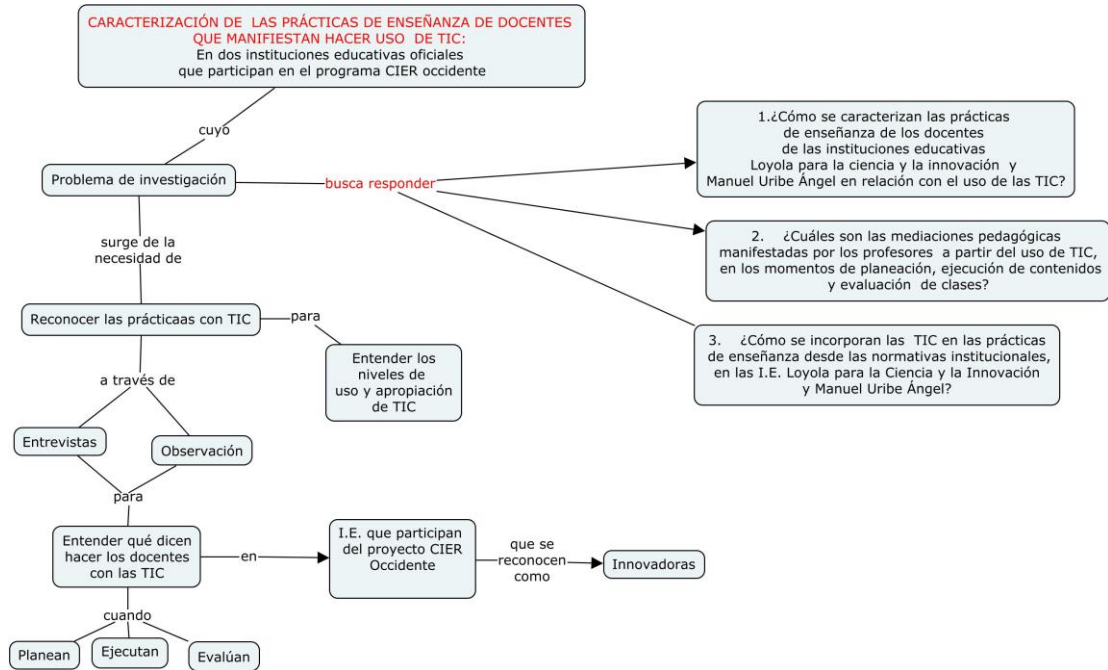 CARACTERIZACIÓN DE LAS PRÁCTICAS DE ENSEÑANZA DE DOCENTES
QUE MANIFIESTAN HACER USO DE TIC:
En dos instituciones educativas oficiales
que participan en el programa CIER occidente
cuyo
Problema de investigación
busca responder
1.¿Cómo se caracterizan las prácticas
de enseñanza de los docentes
de las instituciones educativas
Loyola para la ciencia y la innovación y
Manuel Uribe Ángel en relación con el uso de las TIC?
2. ¿Cuáles son las mediaciones pedagógicas
manifestadas por los profesores a partir del uso de TIC,
en los momentos de planeación, ejecución de contenidos
y evaluación de clases?
3. ¿Cómo se incorporan las TIC en las prácticas
de enseñanza desde las normativas institucionales,
en las I.E. Loyola para la Ciencia y la Innovación
y Manuel Uribe Ángel?
surge de la
necesidad de
Reconocer las prácticaas con TIC
para
Entender los
niveles de
uso y apropiación
de TIC
a través de
Entrevistas
Observación
para
Entender qué dicen
hacer los docentes
con las TIC
en
I.E. que participan
del proyecto CIER
Occidente
que se
reconocen
como
Innovadoras
cuando
Planean
Ejecutan
Evalúan